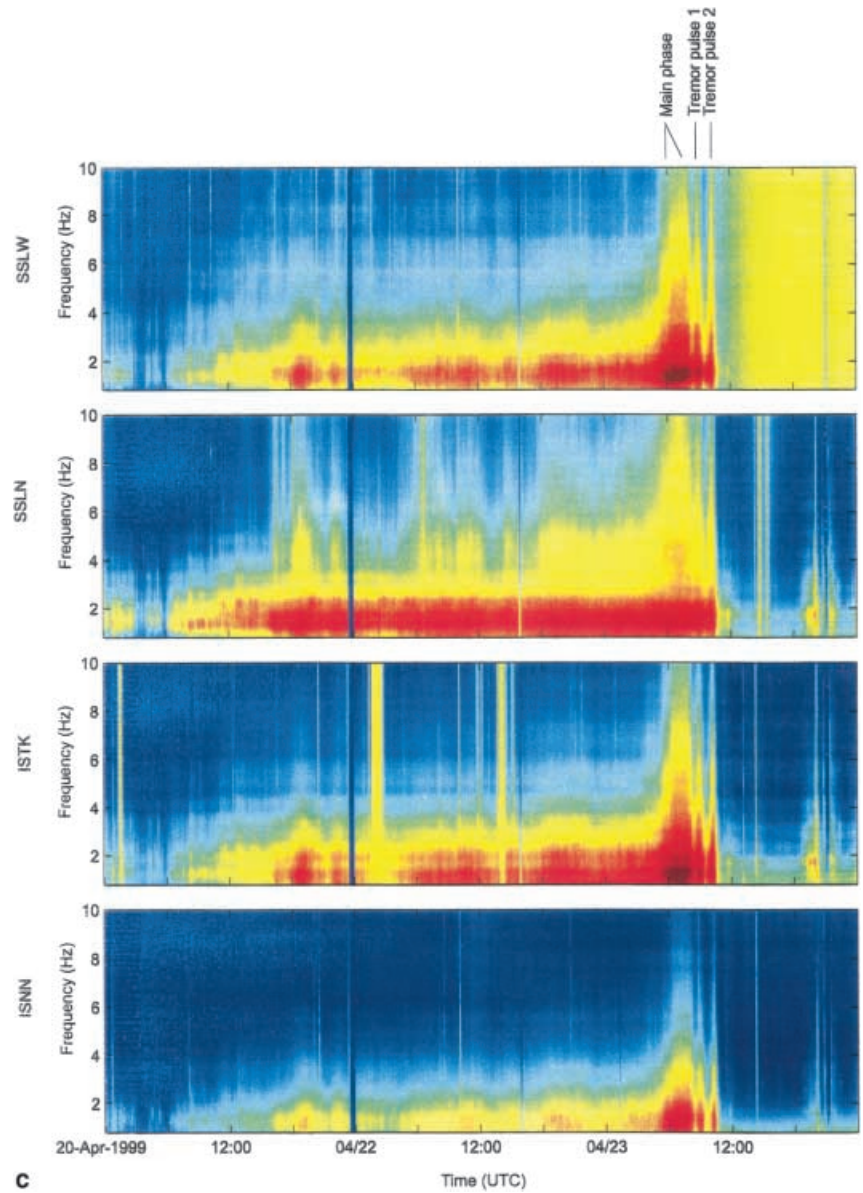 Main phase
Tremor pulse 1
Tremor pulse 2
SSLW
Frequency (Hz)
10
8
6
4
2
SSLN
Frequency (Hz)
10
8
6
4
2
ISTK
Frequency (Hz)
10
8
6
4
2
ISNN
Frequency (Hz)
10
8
6
4
2
20-Apr-1999 12:00 04/22 12:00 04/23 12:00
Time (UTC)
C